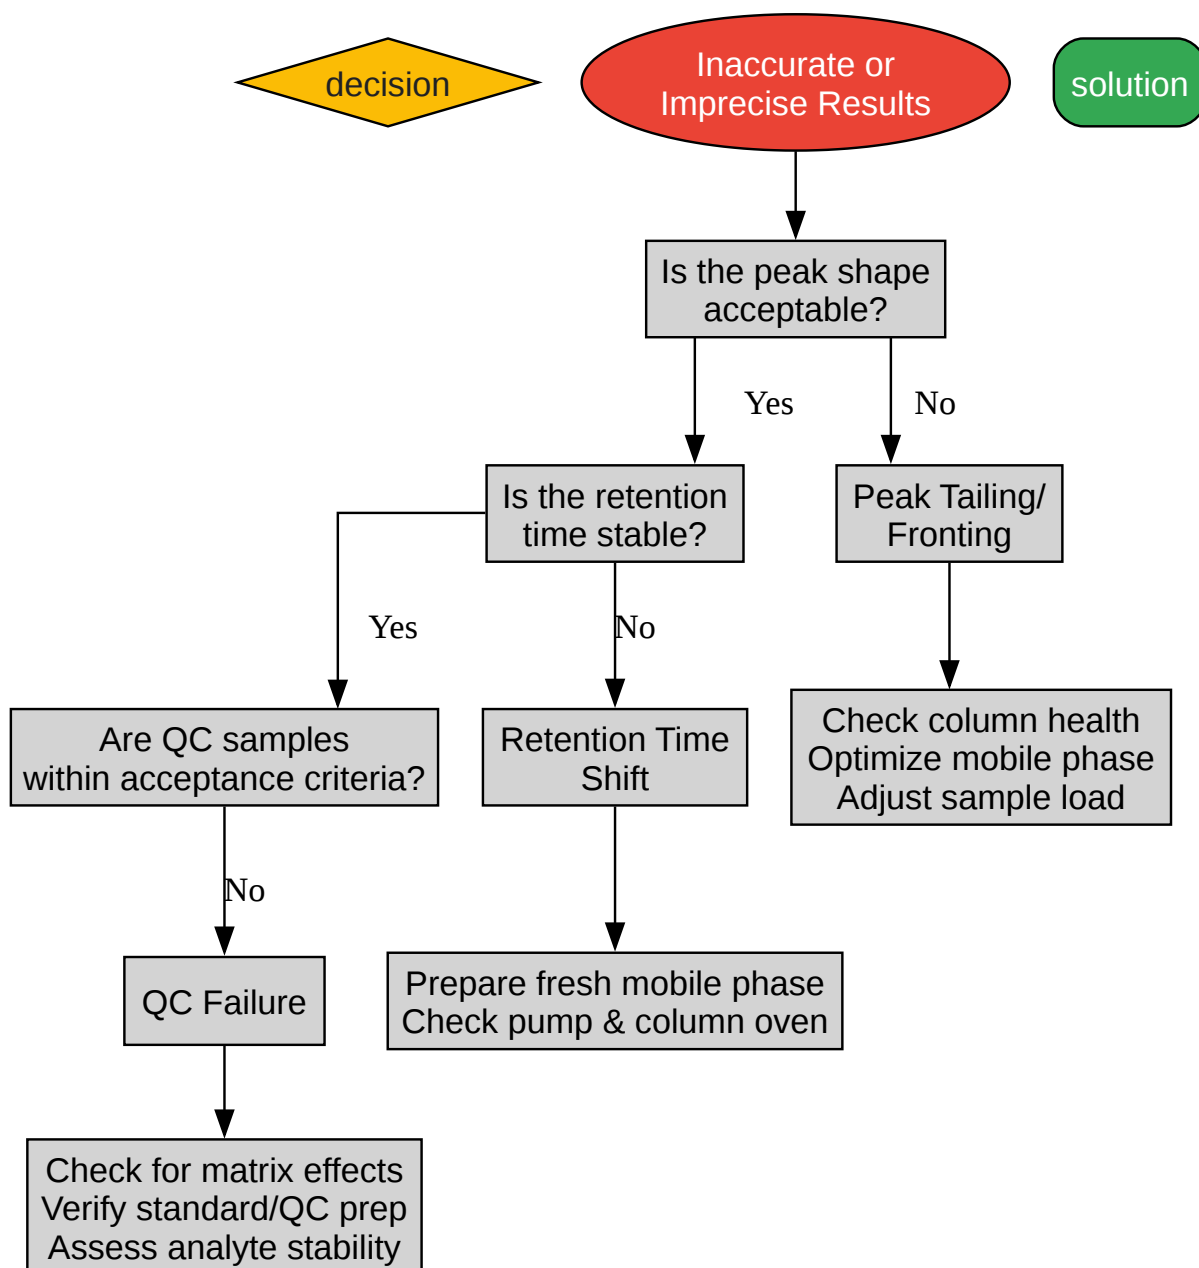 decision
Inaccurate or
Imprecise Results
solution
Is the peak shape
acceptable?
Yes
No
Is the retention
time stable?
Peak Tailing/
Fronting
Yes
No
Are QC samples
within acceptance criteria?
Retention Time
Shift
Check column health
Optimize mobile phase
Adjust sample load
No
QC Failure
Prepare fresh mobile phase
Check pump & column oven
Check for matrix effects
Verify standard/QC prep
Assess analyte stability